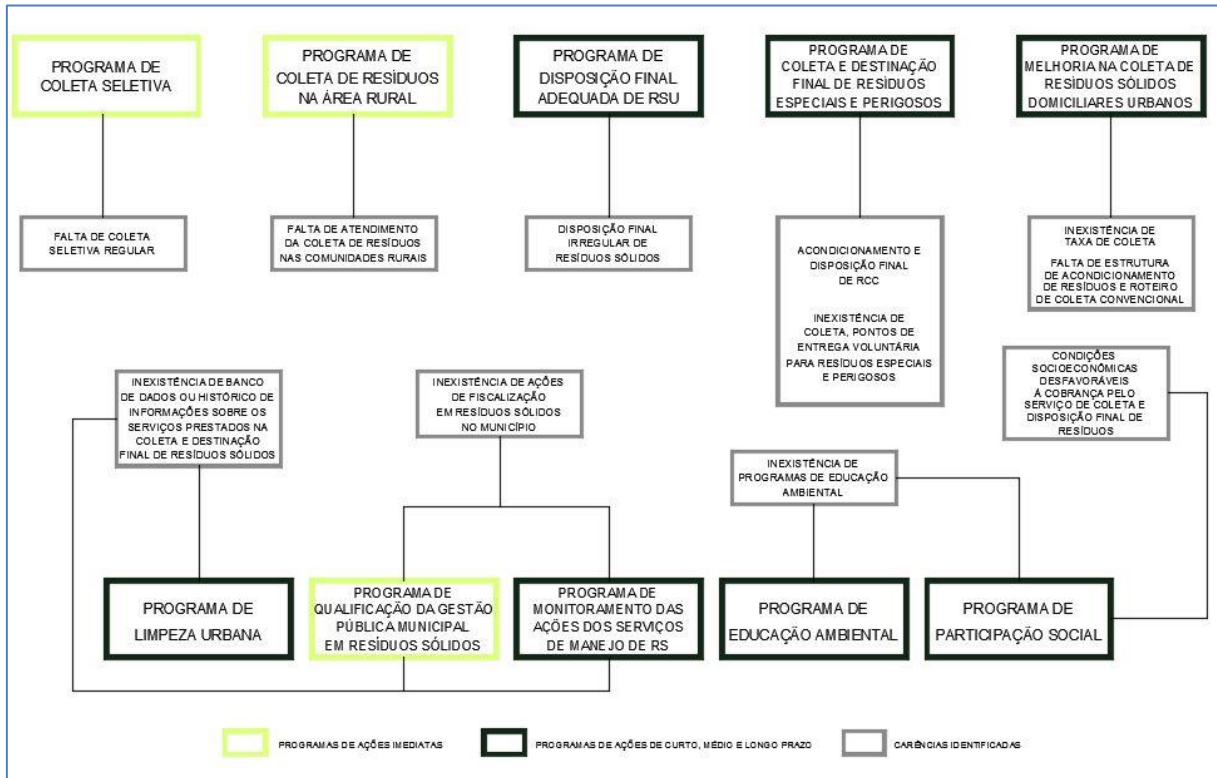 PROGRAMA DE
COLETA SELETIVA
PROGRAMA DE
COLETA DE RESÍDUOS
NA ÁREA RURAL
PROGRAMA DE
DISPOSIÇÃO FINAL
ADEQUADA DE RSU
PROGRAMA DE
COLETA E DESTINAÇÃO
FINAL DE RESÍDUOS
ESPECIAIS E PERIGOSOS
PROGRAMA DE
MELHORIA NA COLETA DE
RESÍDUOS SÓLIDOS
DOMICILIARES URBANOS
FALTA DE COLETA
SELETIVA REGULAR
FALTA DE ATENDIMENTO
DA COLETA DE RESÍDUOS
NAS COMUNIDADES RURAIS
DISPOSIÇÃO FINAL
IRREGULAR DE
RESÍDUOS SÓLIDOS
ACONDICIONAMENTO E
DISPOSIÇÃO FINAL
DE RCC
INEXISTÊNCIA DE
COLETA, PONTOS DE
ENTREGA VOLUNTÁRIA
PARA RESÍDUOS ESPECIAIS
E PERIGOSOS
INEXISTÊNCIA DE
TAXA DE COLETA
FALTA DE ESTRUTURA
DE ACONDICIONAMENTO
DE RESÍDUOS E ROTEIRO
DE COLETA CONVENCIONAL
INEXISTÊNCIA DE BANCO
DE DADOS OU HISTÓRICO DE
INFORMAÇÕES SOBRE OS
SERVIÇOS PRESTADOS NA
COLETA E DESTINAÇÃO
FINAL DE RESÍDUOS SÓLIDOS
INEXISTÊNCIA DE AÇÕES
DE FISCALIZAÇÃO
EM RESÍDUOS SÓLIDOS
NO MUNICÍPIO
CONDIÇÕES
SOCIOECONÔMICAS
DESFAVORÁVEIS
Á COBRANÇA PELO
SERVIÇO DE COLETA E
DISPOSIÇÃO FINAL DE
RESÍDUOS
INEXISTÊNCIA DE
PROGRAMAS DE EDUCAÇÃO
AMBIENTAL
PROGRAMA DE
LIMPEZA URBANA
PROGRAMA DE
QUALIFICAÇÃO DA GESTÃO
PÚBLICA MUNICIPAL
EM RESÍDUOS SÓLIDOS
PROGRAMA DE
MONITORAMENTO DAS
AÇÕES DOS SERVIÇOS
DE MANEJO DE RS
PROGRAMA DE
EDUCAÇÃO AMBIENTAL
PROGRAMA DE
PARTICIPAÇÃO SOCIAL
PROGRAMAS DE AÇÕES IMEDIATAS
PROGRAMAS DE AÇÕES DE CURTO, MÉDIO E LONGO PRAZO
CARÊNCIAS IDENTIFICADAS